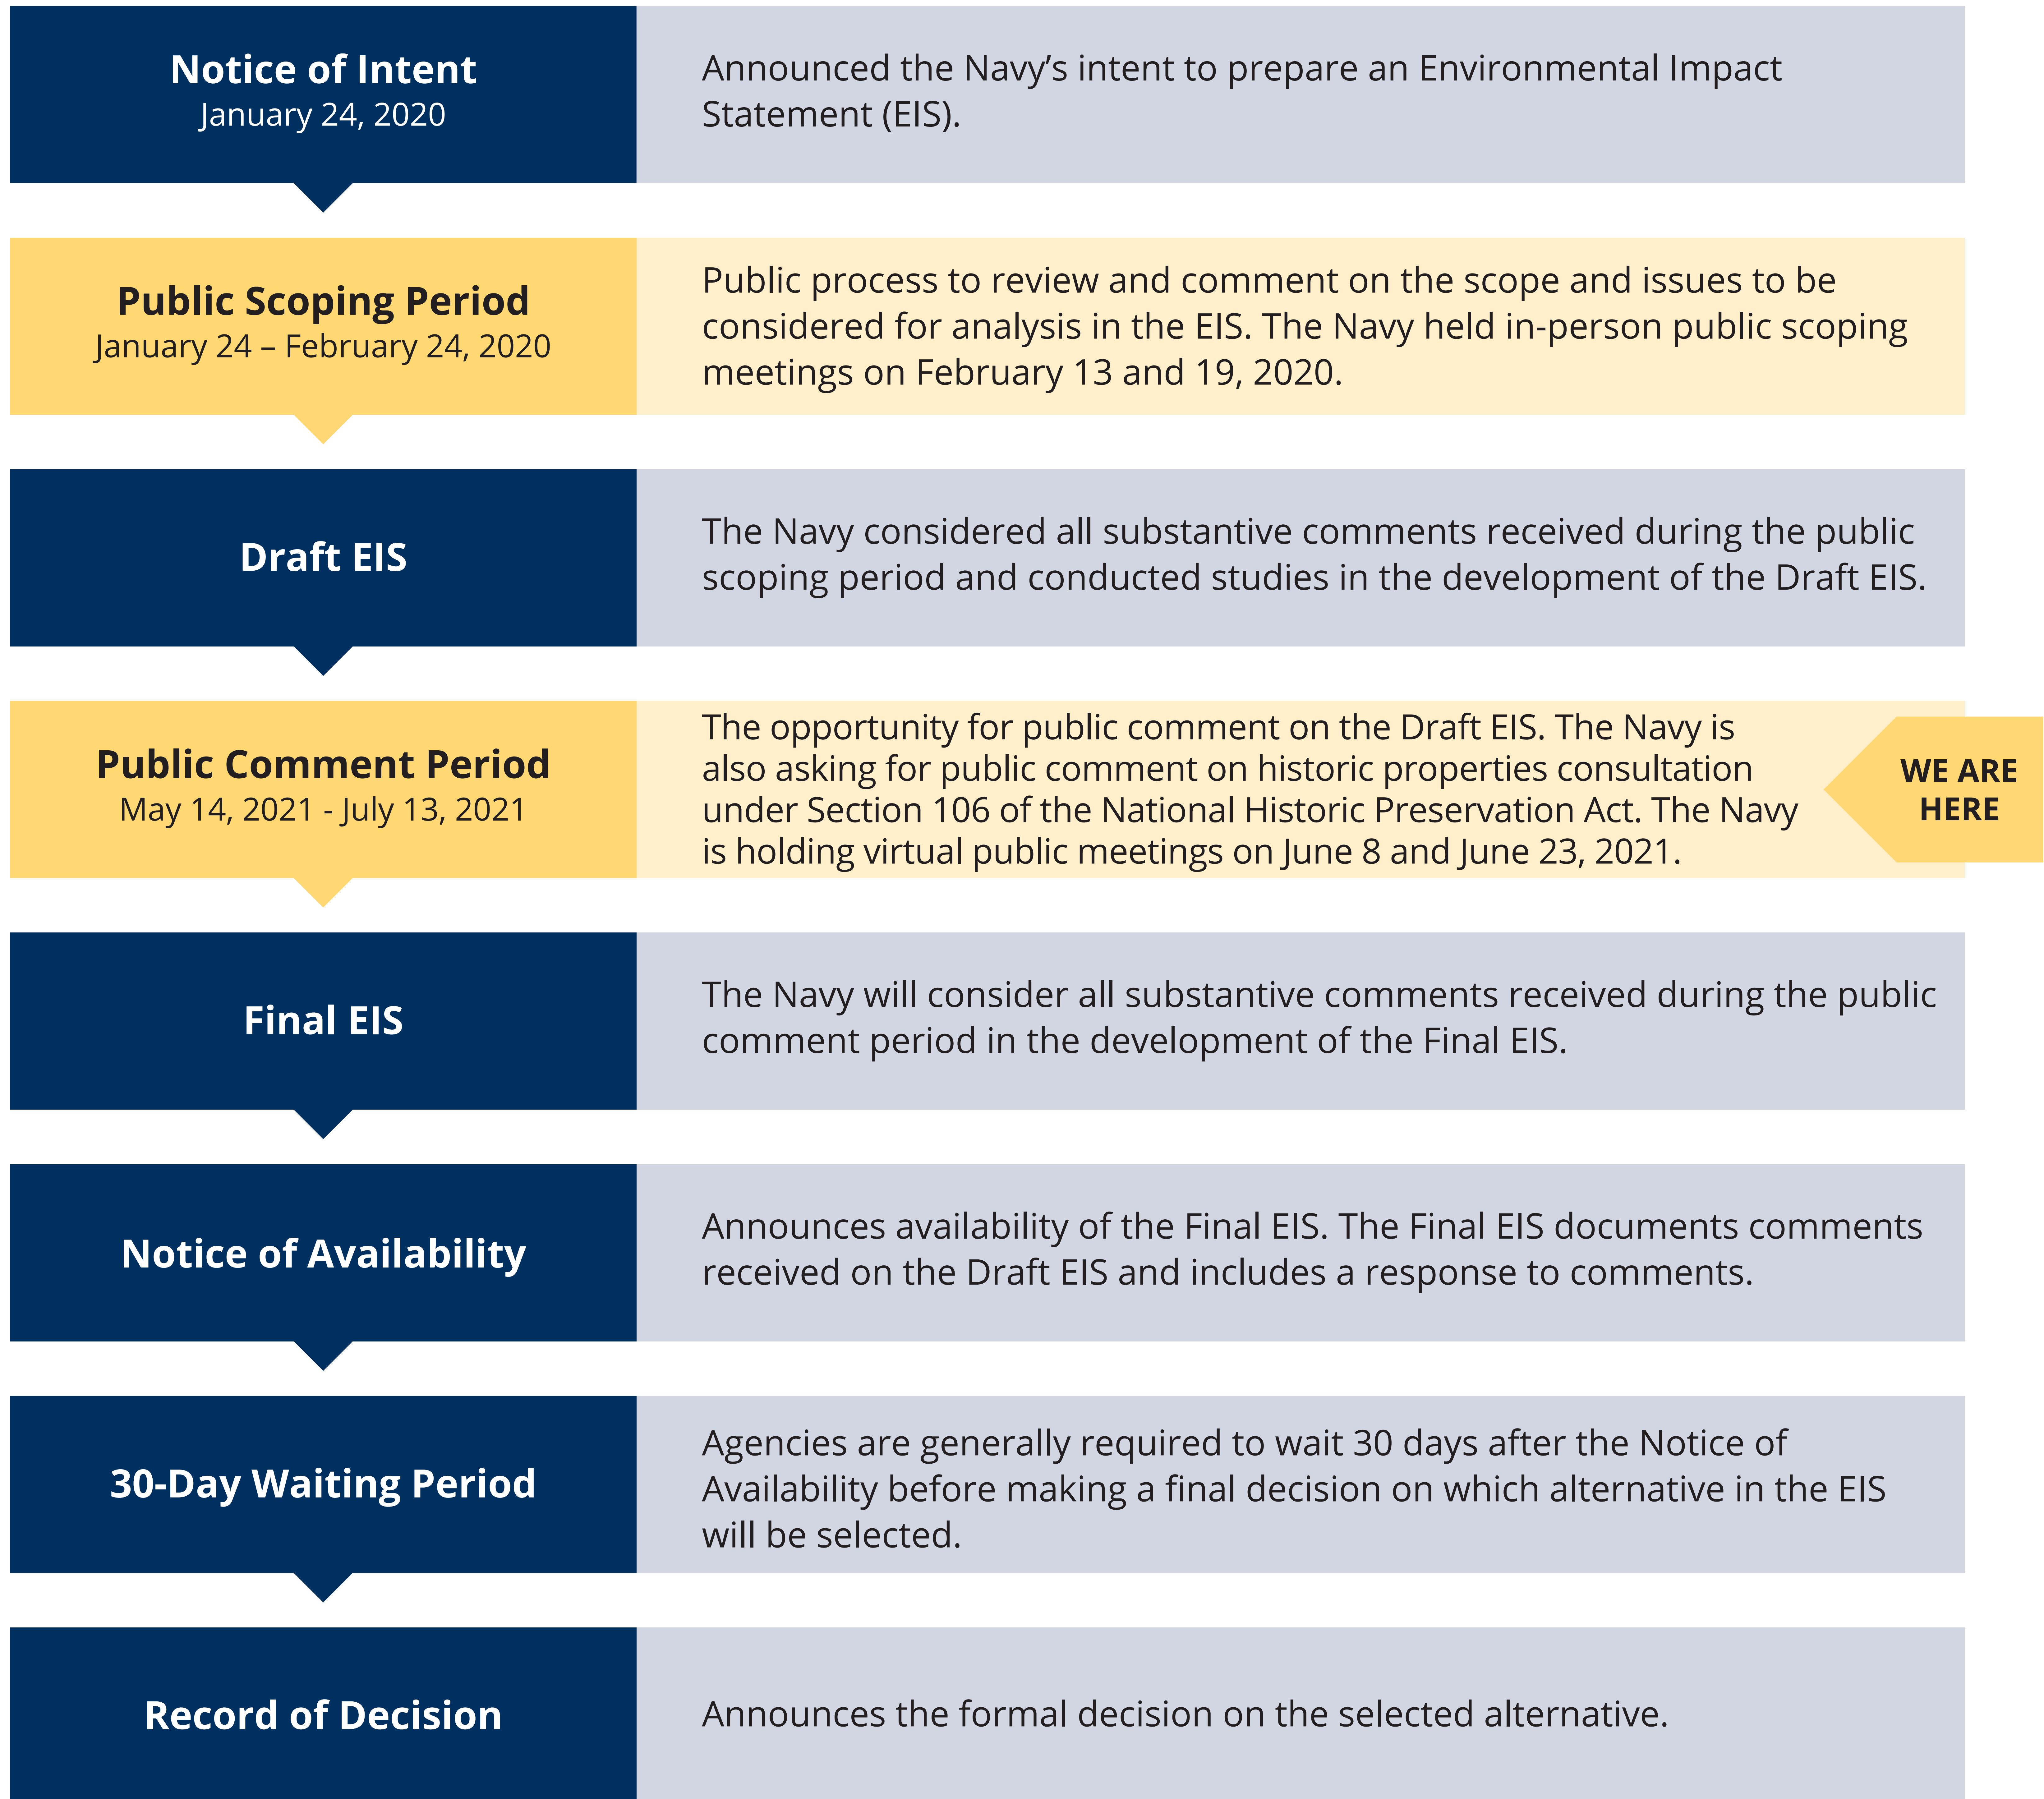 Notice of Intent
January 24, 2020
Announced the Navy’s intent to prepare an Environmental Impact
Statement (EIS).
Public Scoping Period
January 24 – February 24, 2020
Public process to review and comment on the scope and issues to be
considered for analysis in the EIS. The Navy held in-person public scoping
meetings on February 13 and 19, 2020.
Draft EIS
The Navy considered all substantive comments received during the public
scoping period and conducted studies in the development of the Draft EIS.
Public Comment Period
May 14, 2021 - July 13, 2021
The opportunity for public comment on the Draft EIS. The Navy is
also asking for public comment on historic properties consultation
under Section 106 of the National Historic Preservation Act. The Navy
is holding virtual public meetings on June 8 and June 23, 2021.
WE ARE
HERE
Final EIS
The Navy will consider all substantive comments received during the public
comment period in the development of the Final EIS.
Notice of Availability
Announces availability of the Final EIS. The Final EIS documents comments
received on the Draft EIS and includes a response to comments.
30-Day Waiting Period
Agencies are generally required to wait 30 days after the Notice of
Availability before making a final decision on which alternative in the EIS
will be selected.
Record of Decision
Announces the formal decision on the selected alternative.